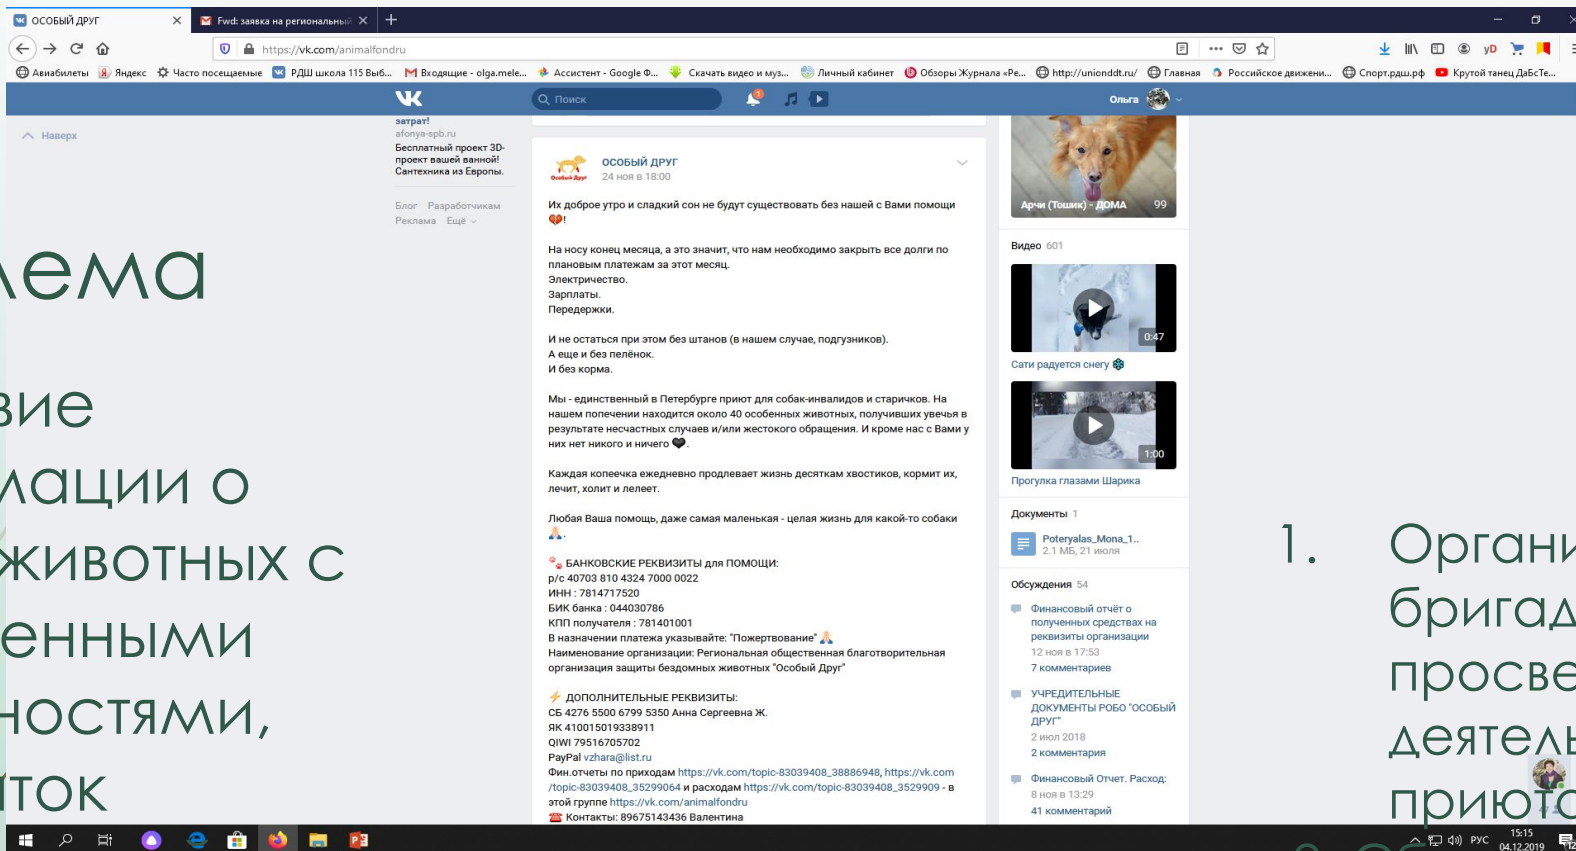 ОСОБЫЙ ДРУГ
Fwd: заявка на региональный
https://vk.com/animalfondru
Авиабилеты Яндекс Часто посещаемые РДШ школа 115 Выб... Входящие - olga.mele... Ассистент - Google Ф... Скачать видео и муз... Личный кабинет Обзоры Журнала «Ре... http://unionddt.ru/ Главная Российское движени... Спорт.рдш.рф Крутой танец ДаБсТе...
Поиск
1
Ольга
Наверх
затрат!
afonya-spb.ru
Бесплатный проект 3D-
проект вашей ванной!
Сантехника из Европы.
Блог Разработчикам
Реклама Ещё
лема
вие
мации о
животных с
енными
ностями,
ток
ОСОБЫЙ ДРУГ
Особый Друг
24 ноя в 18:00
Их доброе утро и сладкий сон не будут существовать без нашей с Вами помощи
💔!
На носу конец месяца, а это значит, что нам необходимо закрыть все долги по
плановым платежам за этот месяц.
Электричество.
Зарплаты.
Передержки.
И не остаться при этом без штанов (в нашем случае, подгузников).
А еще и без пелёнок.
И без корма.
Мы - единственный в Петербурге приют для собак-инвалидов и старичков. На
нашем попечении находится около 40 особенных животных, получивших увечья в
результате несчастных случаев и/или жестокого обращения. И кроме нас с Вами у
них нет никого и ничего 🖤.
Каждая копеечка ежедневно продлевает жизнь десяткам хвостиков, кормит их,
лечит, холит и лелеет.
Любая Ваша помощь, даже самая маленькая - целая жизнь для какой-то собаки
🙏.
🐾 БАНКОВСКИЕ РЕКВИЗИТЫ для ПОМОЩИ:
р/с 40703 810 4324 7000 0022
ИНН : 7814717520
БИК банка : 044030786
КПП получателя : 781401001
В назначении платежа указывайте: "Пожертвование" 🙏
Наименование организации: Региональная общественная благотворительная
организация защиты бездомных животных "Особый Друг"
⚡ ДОПОЛНИТЕЛЬНЫЕ РЕКВИЗИТЫ:
СБ 4276 5500 6799 5350 Анна Сергеевна Ж.
ЯК 410015019338911
QIWI 79516705702
PayPal vzhara@list.ru
Фин.отчеты по приходам https://vk.com/topic-83039408_38886948, https://vk.com
/topic-83039408_35299064 и расходам https://vk.com/topic-83039408_3529909 - в
этой группе https://vk.com/animalfondru
☎ Контакты: 89675143436 Валентина
Арчи (Тошик) - ДОМА 99
Видео 601
0:47
Сати радуется снегу
1:00
Прогулка глазами Шарика
Документы 1
Poteryalas_Mona_1..
2.1 МБ, 21 июля
Обсуждения 54
Финансовый отчёт о
полученных средствах на
реквизиты организации
12 ноя в 17:53
7 комментариев
УЧРЕДИТЕЛЬНЫЕ
ДОКУМЕНТЫ РОБО "ОСОБЫЙ
ДРУГ"
2 июл 2018
2 комментария
Финансовый Отчет. Расход:
8 ноя в 13:29
41 комментарий
1. Органи
бригад
просве
деятель
приюто
РУС
15:15
04.12.2019